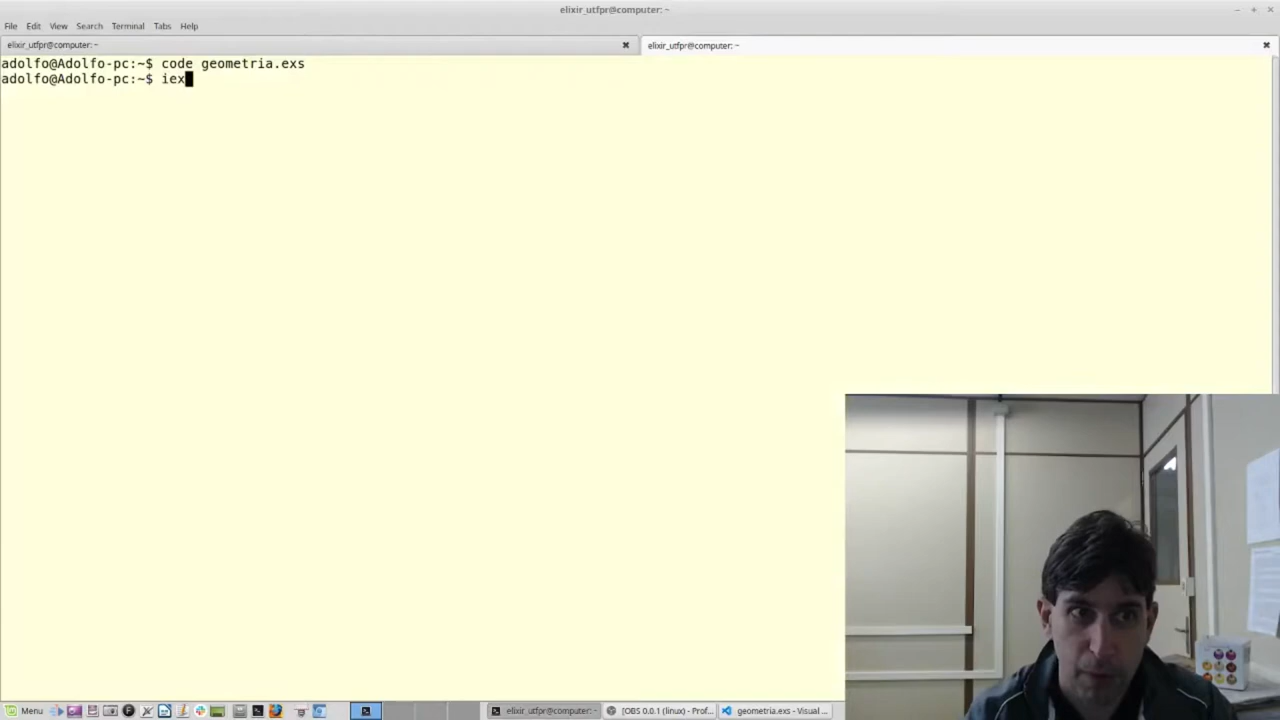 elixir_utfpr@computer: ~
File Edit View Search Terminal Tabs Help
elixir_utfpr@computer: ~
elixir_utfpr@computer: ~
adolfo@Adolfo-pc:~$ code geometria.exs
adolfo@Adolfo-pc:~$ iex
Menu
elixir_utfpr@computer: ~
[OBS 0.0.1 (linux) - Prof...
geometria.exs - Visual ...